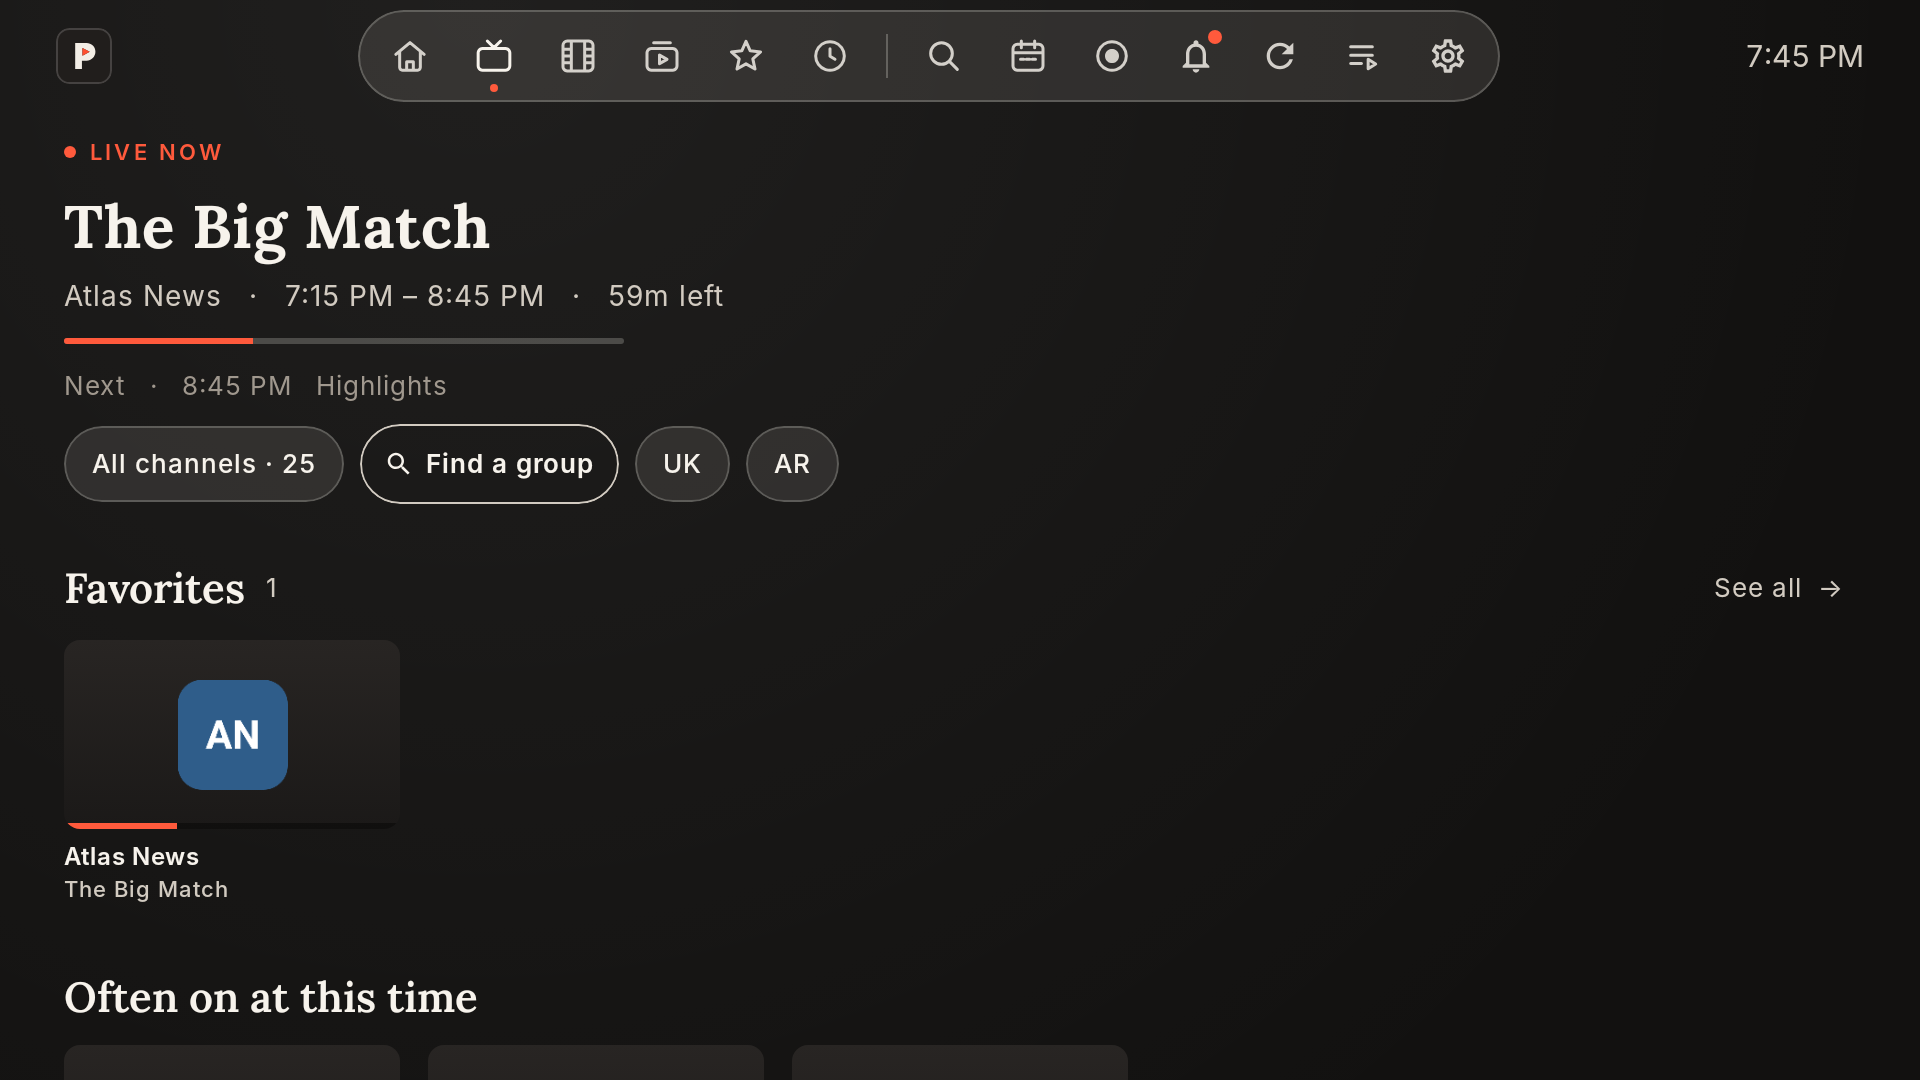 P
7:45 PM
LIVE NOW
The Big Match
Atlas News · 7:15 PM – 8:45 PM · 59m left
Next · 8:45 PM Highlights
All channels · 25
Find a group
UK
AR
Favorites 1
See all →
AN
Atlas News
The Big Match
Often on at this time